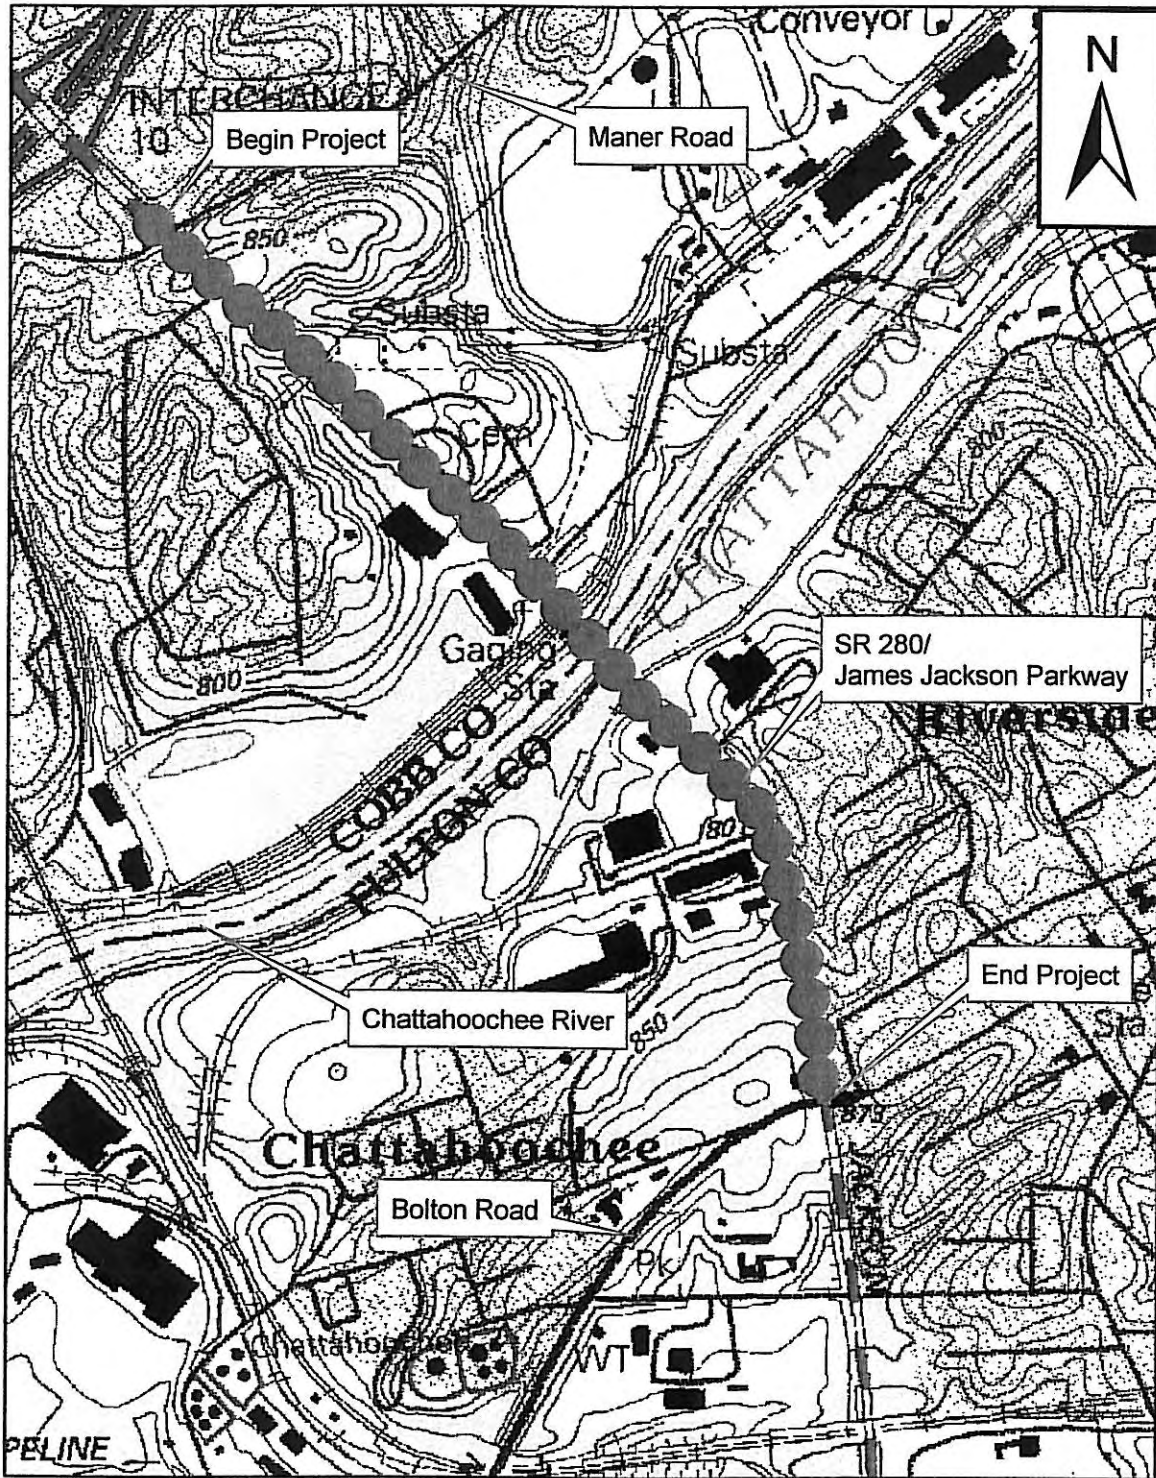 Conveyor
N
INTERCHANGE
10
Begin Project
Maner Road
850
Substa
Substa
CHATTAHOOCHEE
Cem
800
SR 280/
James Jackson Parkway
Gaging
Sta
800
Riverside
COBB CO
FULTON CO
End Project
Chattahoochee River
850
Sta
879
Chattahoochee
JACKSON
Bolton Road
Pk
Chattahoochee
WT
PELINE